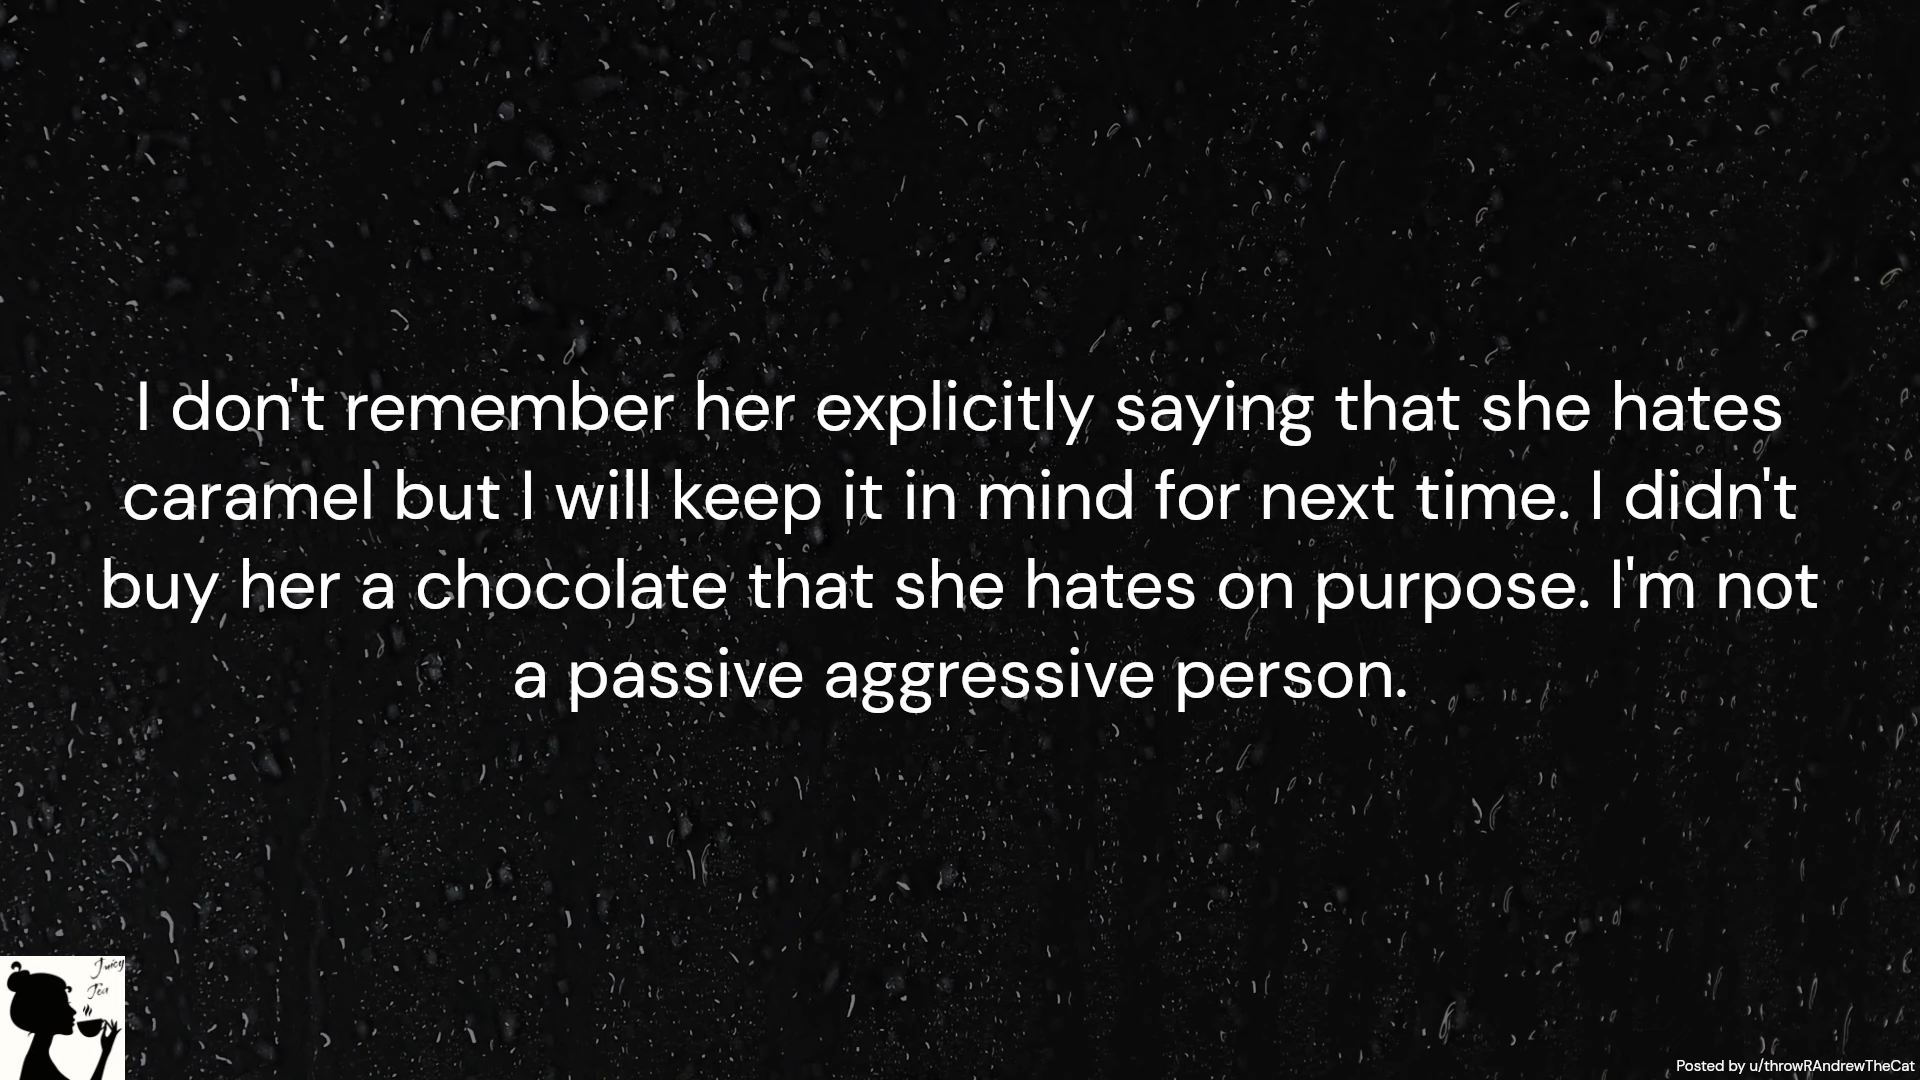 I don't remember her explicitly saying that she hates
caramel but I will keep it in mind for next time. I didn't
buy her a chocolate that she hates on purpose. I'm not
a passive aggressive person.
Juicy
Tea
Posted by u/throwRAndrewTheCat